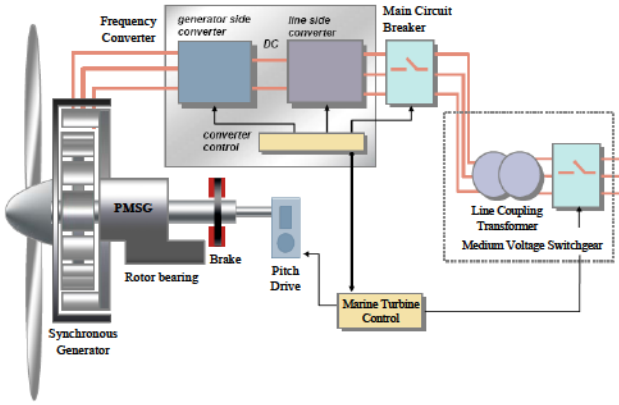 Frequency
Converter
generator side
converter
DC
line side
converter
Main Circuit
Breaker
converter
control
PMSG
Rotor bearing
Brake
Pitch
Drive
Synchronous
Generator
Line Coupling
Transformer
Medium Voltage Switchgear
Marine Turbine
Control